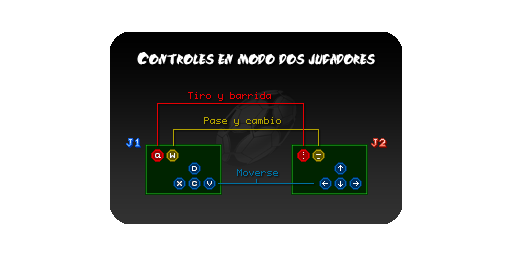 CONTROLES EN MODO DOS JUGADORES
Tiro y barrida
Pase y cambio
J1
J2
Q W
: -
D
↑
X C V
Moverse
← ↓ →